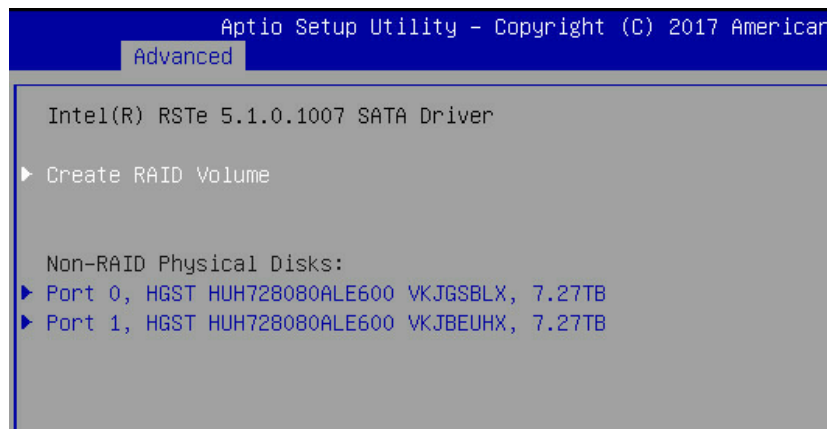 Aptio Setup Utility – Copyright (C) 2017 American
Advanced
Intel(R) RSTe 5.1.0.1007 SATA Driver
Create RAID Volume
Non-RAID Physical Disks:
Port 0, HGST HUH728080ALE600 VKJGSBLX, 7.27TB
Port 1, HGST HUH728080ALE600 VKJBEUHX, 7.27TB